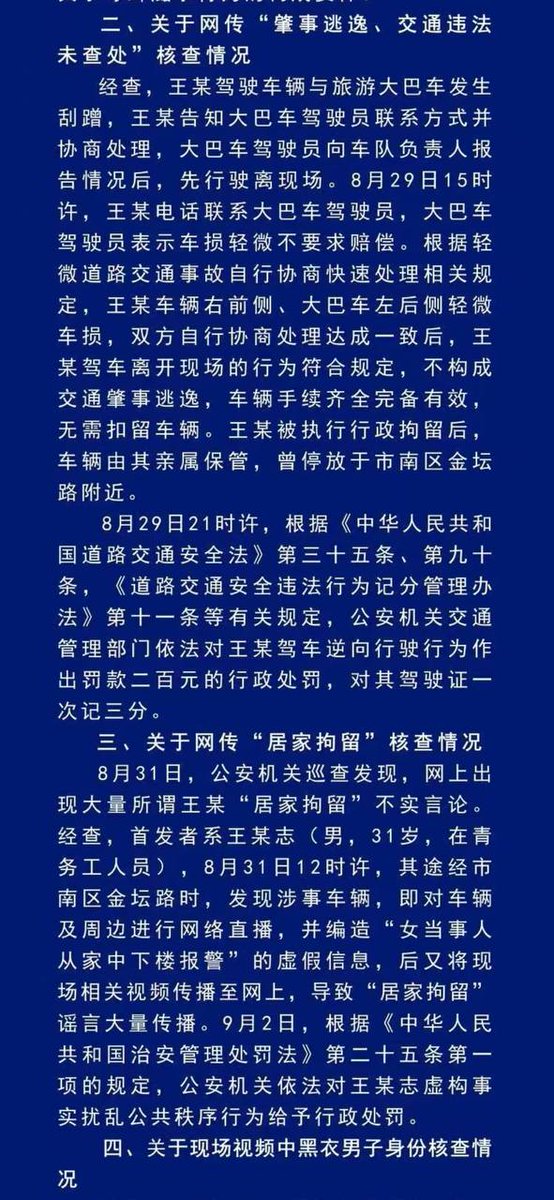 二、关于网传“肇事逃逸、交通违法
未查处”核查情况
经查，王某驾驶车辆与旅游大巴车发生
刮蹭，王某告知大巴车驾驶员联系方式并
协商处理，大巴车驾驶员向车队负责人报
告情况后，先行驶离现场。8月29日15时
许，王某电话联系大巴车驾驶员，大巴车
驾驶员表示车损轻微不要求赔偿。根据轻
微道路交通事故自行协商快速处理相关规
定，王某车辆右前侧、大巴车左后侧轻微
车损，双方自行协商处理达成一致后，王
某驾车离开现场的行为符合规定，不构成
交通肇事逃逸，车辆手续齐全完备有效，
无需扣留车辆。王某被执行行政拘留后，
车辆由其亲属保管，曾停放于市南区金坛
路附近。
8月29日21时许，根据《中华人民共和
国道路交通安全法》第三十五条、第九十
条，《道路交通安全违法行为记分管理办
法》第十一条等有关规定，公安机关交通
管理部门依法对王某驾车逆向行驶行为作
出罚款二百元的行政处罚，对其驾驶证一
次记三分。
三、关于网传“居家拘留”核查情况
8月31日，公安机关巡查发现，网上出
现大量所谓王某“居家拘留”不实言论。
经查，首发者系王某志（男，31岁，在青
务工人员），8月31日12时许，其途经市
南区金坛路时，发现涉事车辆，即对车辆
及周边进行网络直播，并编造“女当事人
从家中下楼报警”的虚假信息，后又将现
场相关视频传播至网上，导致“居家拘留”
谣言大量传播。9月2日，根据《中华人民
共和国治安管理处罚法》第二十五条第一
项的规定，公安机关依法对王某志虚构事
实扰乱公共秩序行为给予行政处罚。
四、关于现场视频中黑衣男子身份核查情
况